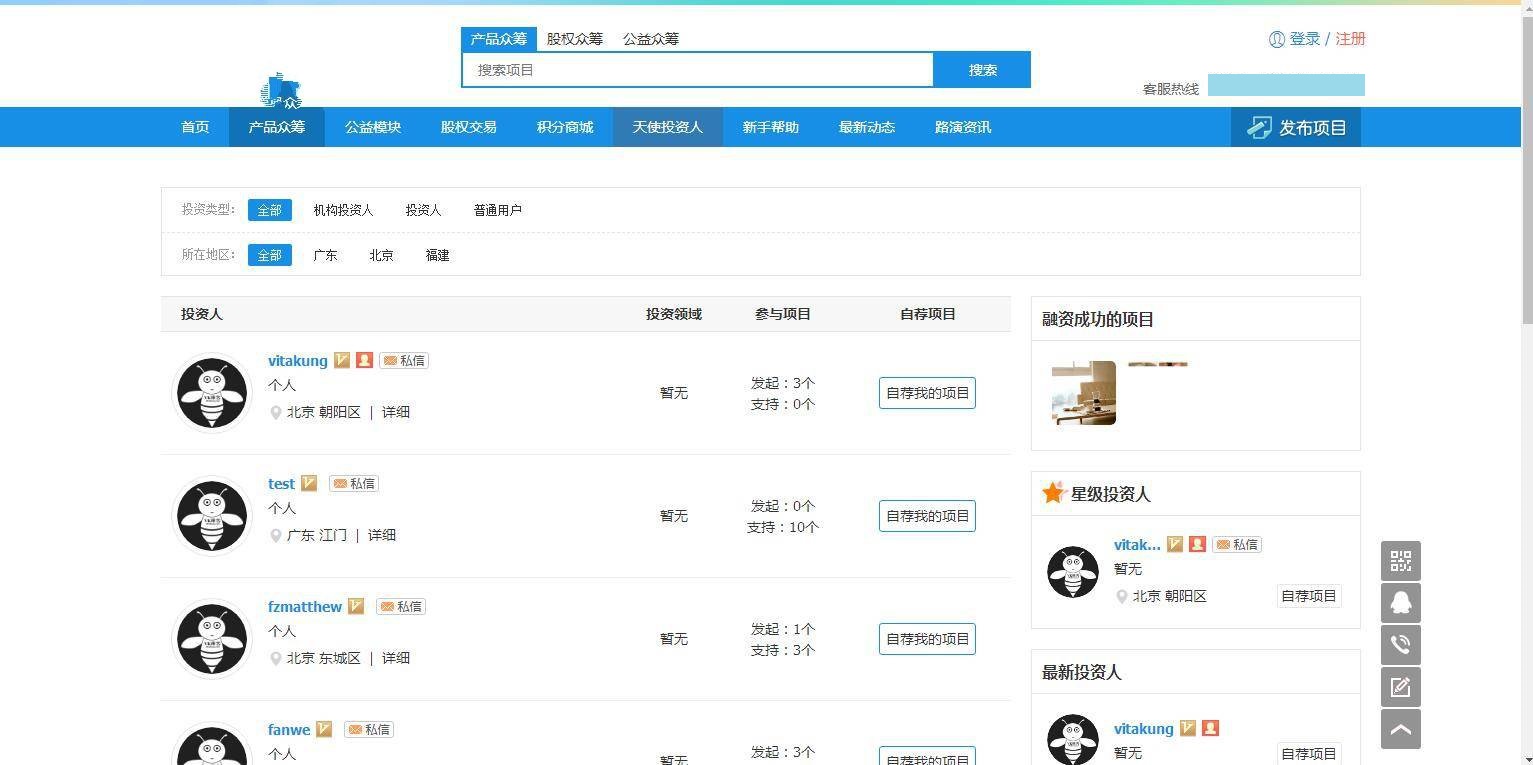 产品众筹 股权众筹 公益众筹
登录 / 注册
搜索项目 搜索
客服热线
众
首页 产品众筹 公益模块 股权交易 积分商城 天使投资人 新手帮助 最新动态 路演资讯 发布项目
投资类型: 全部 机构投资人 投资人 普通用户
所在地区: 全部 广东 北京 福建
投资人 投资领域 参与项目 自荐项目
vitakung V 私信
个人
北京 朝阳区 | 详细
暂无
发起：3个
支持：0个
自荐我的项目
test V 私信
个人
广东 江门 | 详细
暂无
发起：0个
支持：10个
自荐我的项目
fzmatthew V 私信
个人
北京 东城区 | 详细
暂无
发起：1个
支持：3个
自荐我的项目
fanwe V 私信
个人
暂无
发起：3个
自荐我的项目
融资成功的项目
星级投资人
vitak... V 私信
暂无
北京 朝阳区 自荐项目
最新投资人
vitakung V
暂无 自荐项目